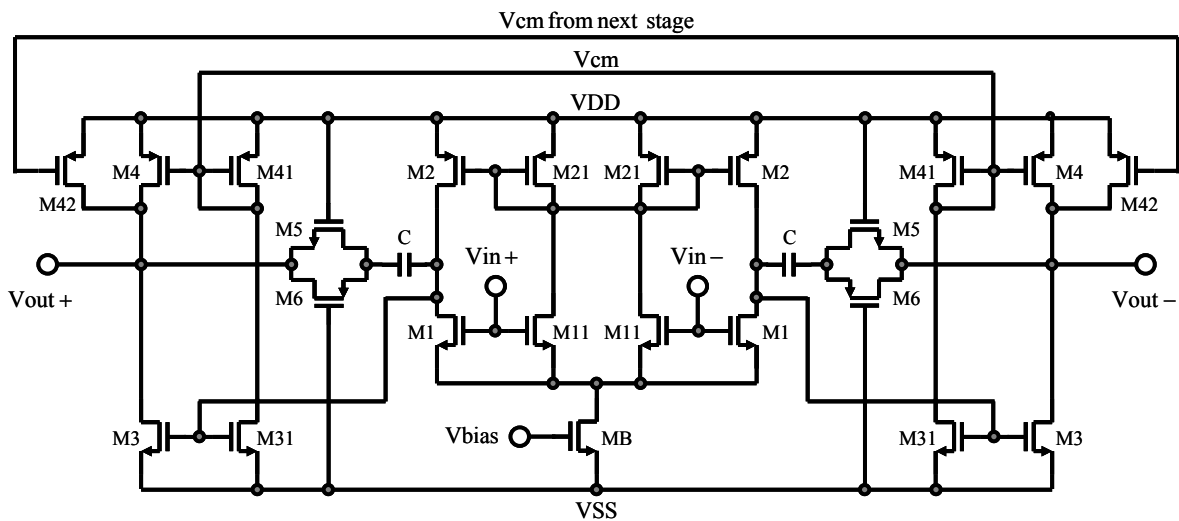 Vcm from next stage
Vcm
VDD
M4 M41 M2 M21 M21 M2 M41 M4
M42 M42
M5 C Vin + Vin − C M5
Vout + M6 M6 Vout −
M1 M11 M11 M1
M3 M31 Vbias MB M31 M3
VSS